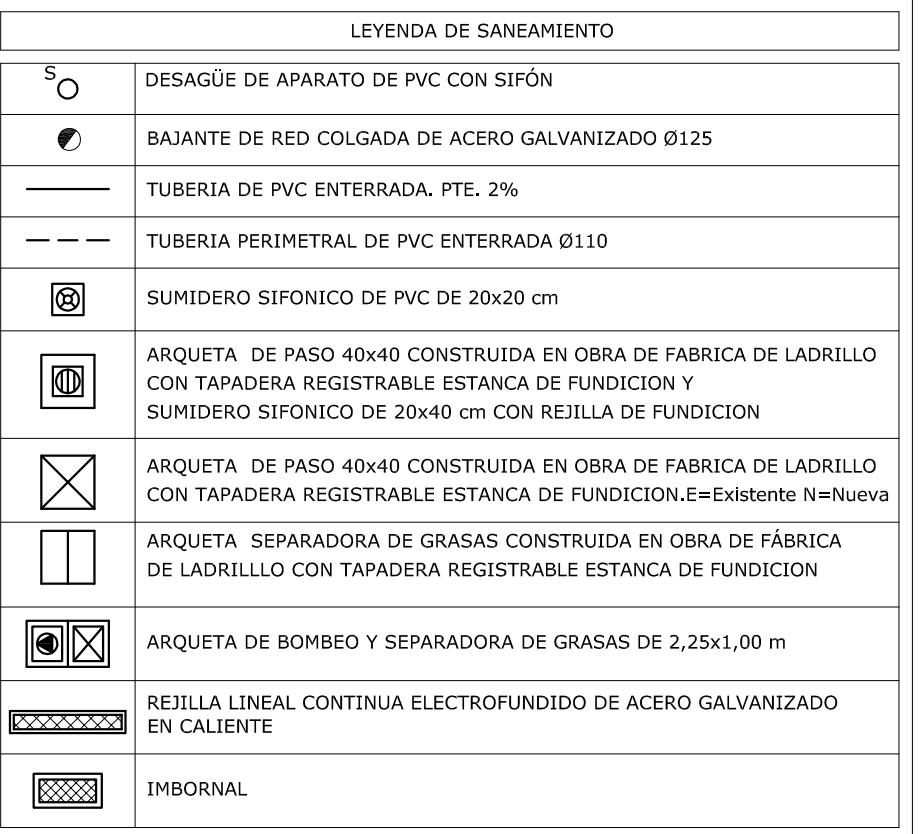 LEYENDA DE SANEAMIENTO
S
DESAGÜE DE APARATO DE PVC CON SIFÓN
BAJANTE DE RED COLGADA DE ACERO GALVANIZADO Ø125
TUBERIA DE PVC ENTERRADA. PTE. 2%
TUBERIA PERIMETRAL DE PVC ENTERRADA Ø110
SUMIDERO SIFONICO DE PVC DE 20x20 cm
ARQUETA DE PASO 40x40 CONSTRUIDA EN OBRA DE FABRICA DE LADRILLO
CON TAPADERA REGISTRABLE ESTANCA DE FUNDICION Y
SUMIDERO SIFONICO DE 20x40 cm CON REJILLA DE FUNDICION
ARQUETA DE PASO 40x40 CONSTRUIDA EN OBRA DE FABRICA DE LADRILLO
CON TAPADERA REGISTRABLE ESTANCA DE FUNDICION.E=Existente N=Nueva
ARQUETA SEPARADORA DE GRASAS CONSTRUIDA EN OBRA DE FÁBRICA
DE LADRILLLO CON TAPADERA REGISTRABLE ESTANCA DE FUNDICION
ARQUETA DE BOMBEO Y SEPARADORA DE GRASAS DE 2,25x1,00 m
REJILLA LINEAL CONTINUA ELECTROFUNDIDO DE ACERO GALVANIZADO
EN CALIENTE
IMBORNAL